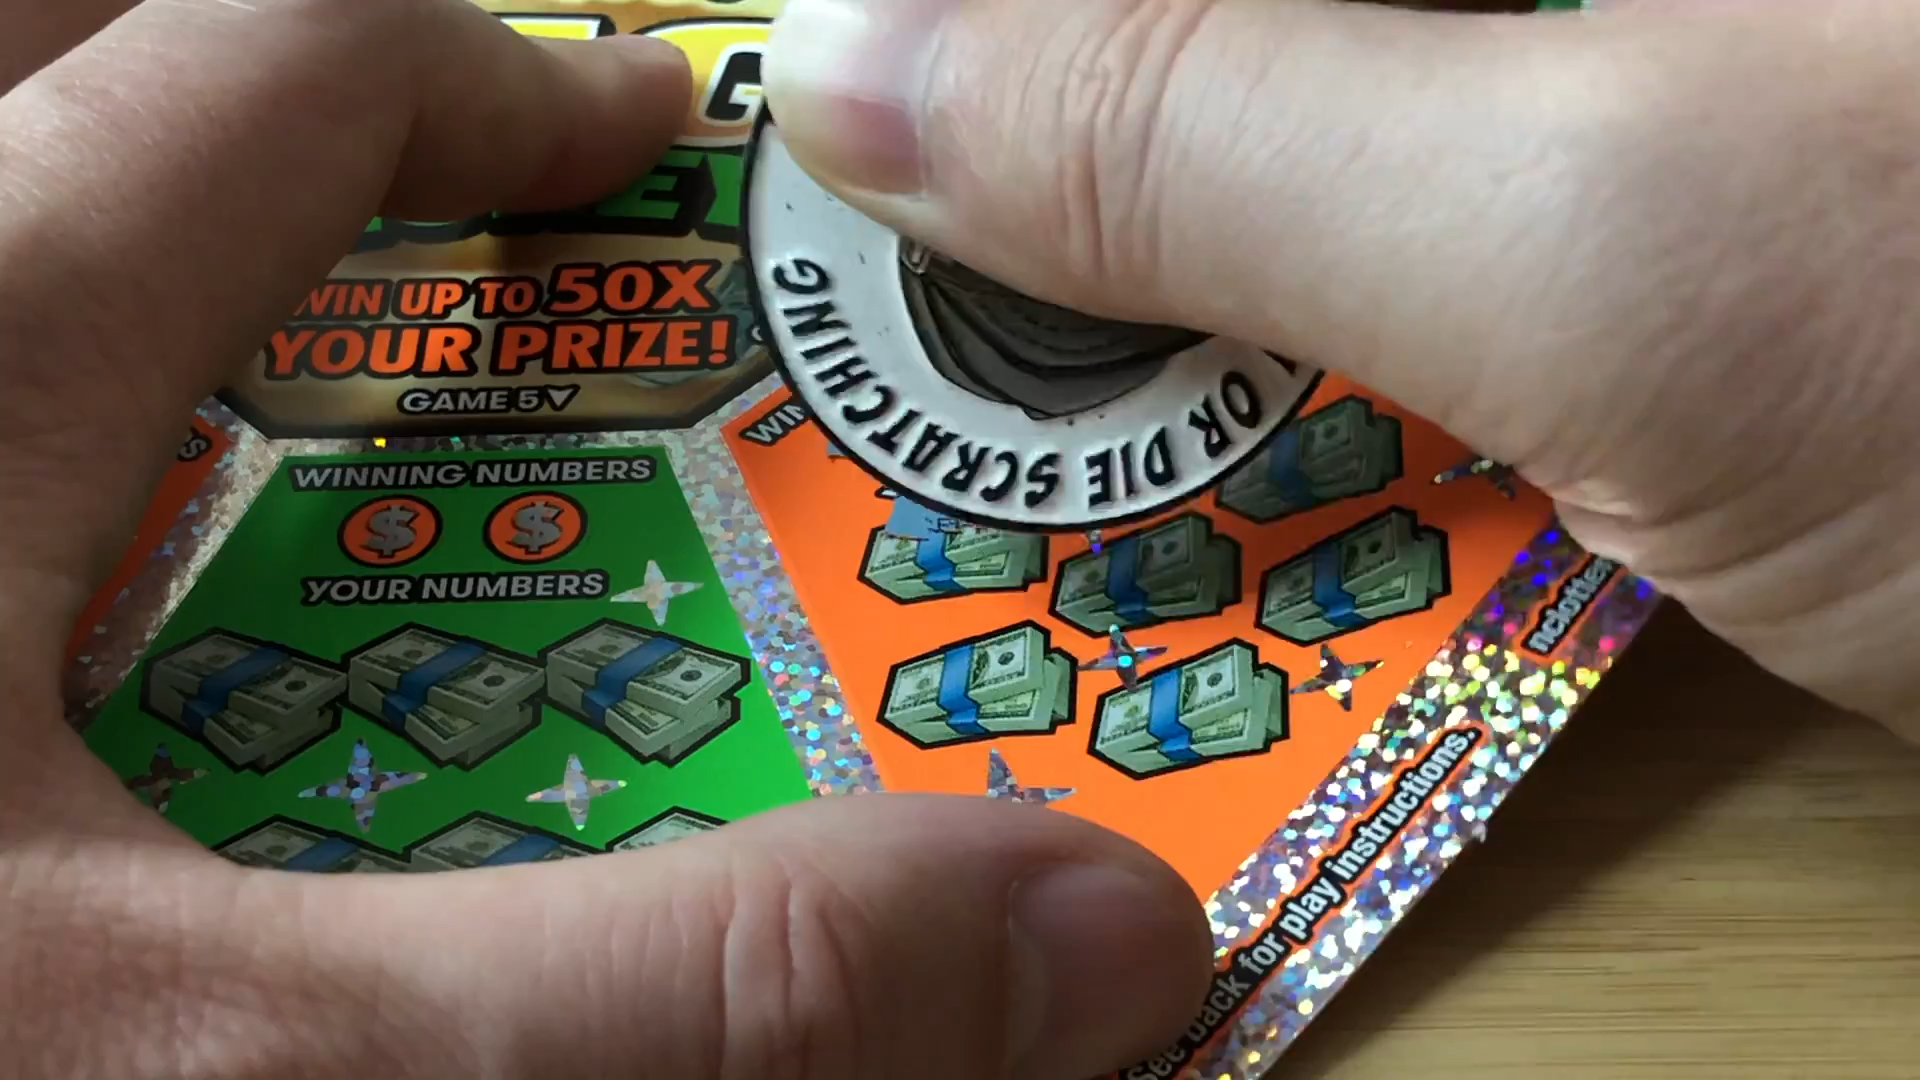 WIN UP TO 50X
YOUR PRIZE!
GAME 5
WINNING NUMBERS
$ $
YOUR NUMBERS
OR DIE SCRATCHING
See back for play instructions.